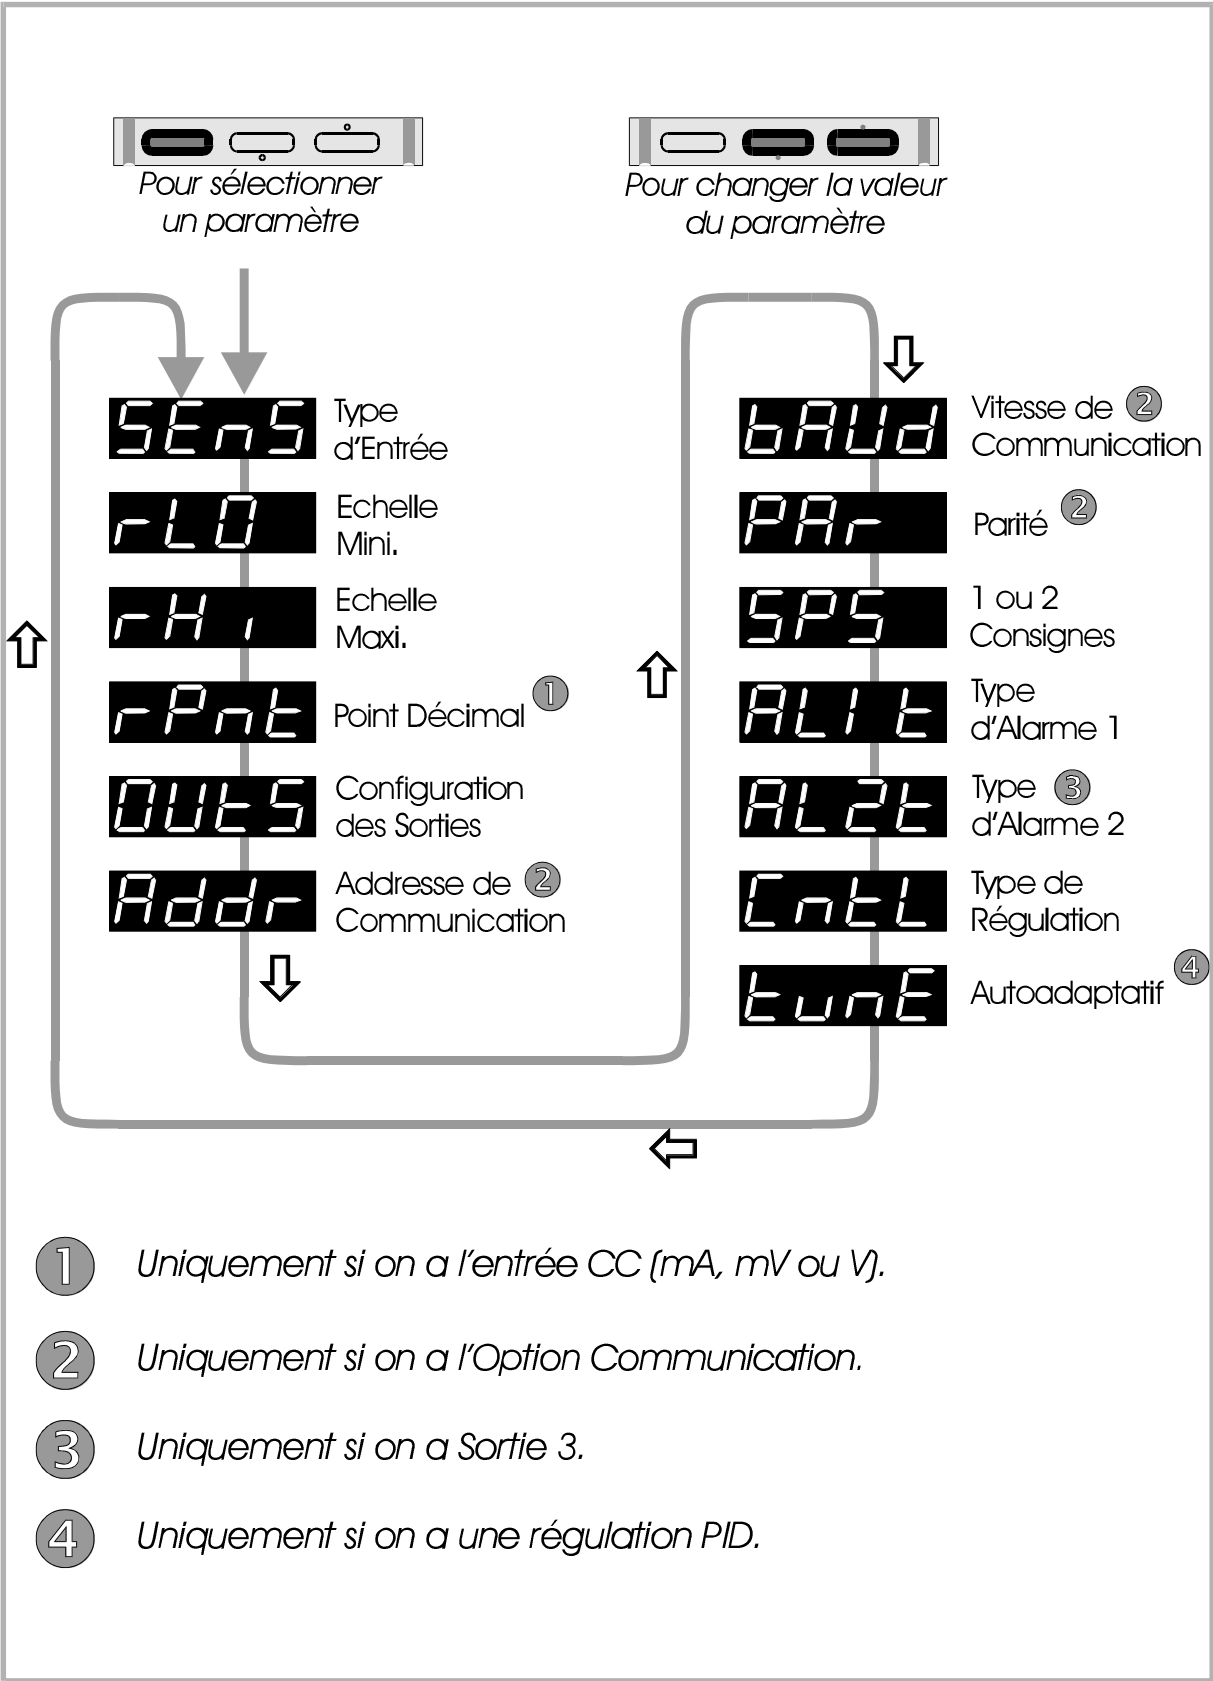 Pour sélectionner
un paramètre
Pour changer la valeur
du paramètre
SEnS
Type
d'Entrée
rLO
Echelle
Mini.
rHi
Echelle
Maxi.
rPnt
Point Décimal 1
OUtS
Configuration
des Sorties
Addr
Addresse de 2
Communication
bAUd
Vitesse de 2
Communication
PAr
Parité 2
SPS
1 ou 2
Consignes
AL1t
Type
d'Alarme 1
AL2t
Type 3
d'Alarme 2
CntL
Type de
Régulation
tunE
Autoadaptatif 4
1 Uniquement si on a l'entrée CC (mA, mV ou V).
2 Uniquement si on a l'Option Communication.
3 Uniquement si on a Sortie 3.
4 Uniquement si on a une régulation PID.